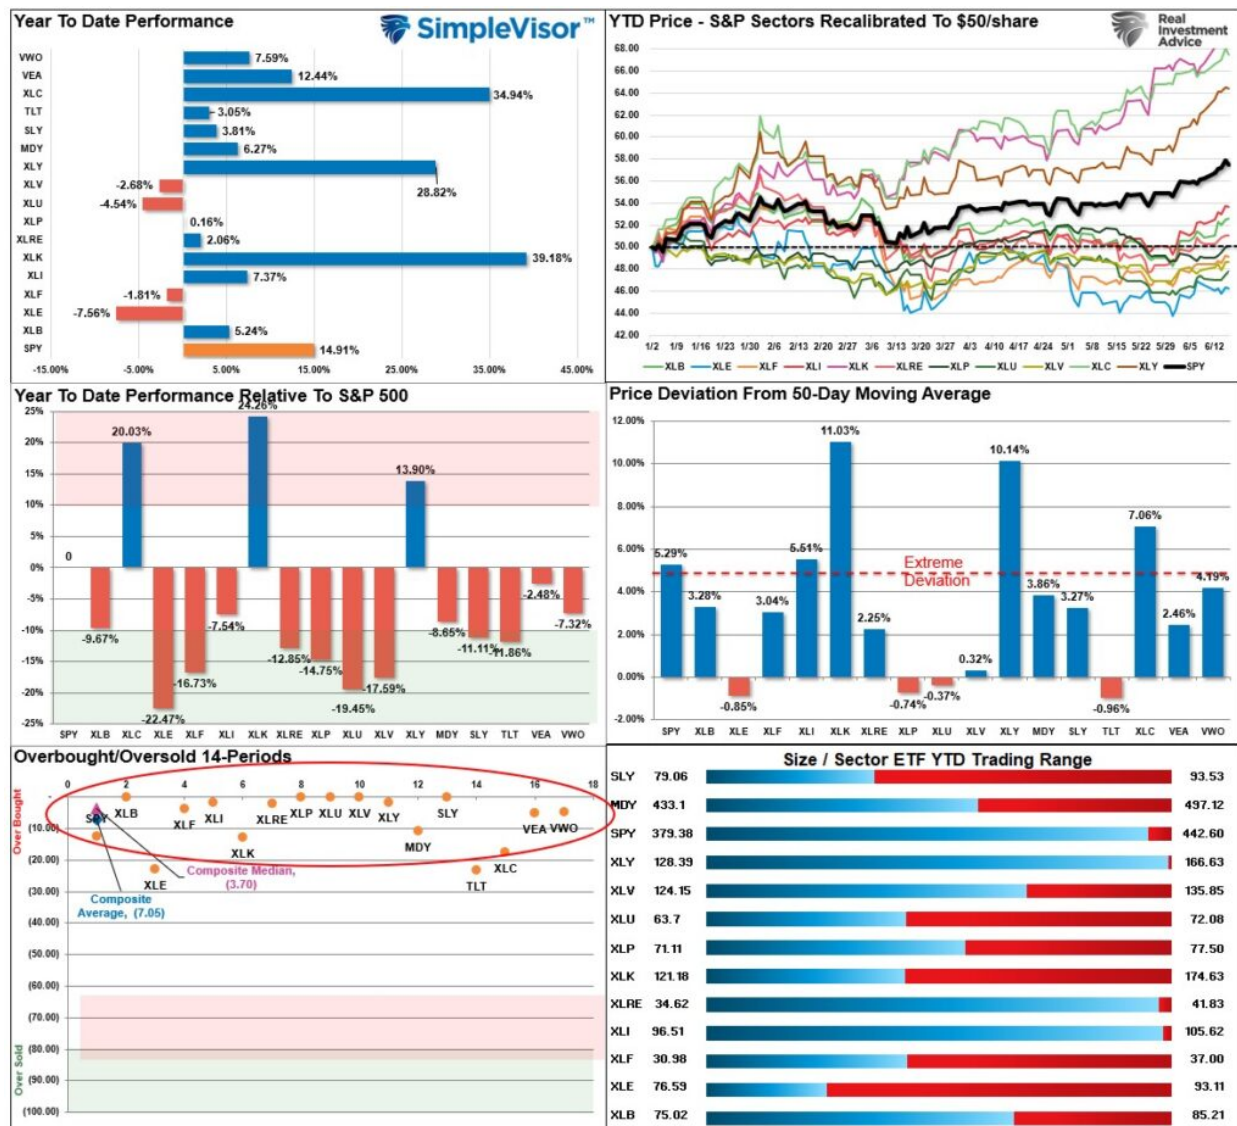 Year To Date Performance
SimpleVisor™
VWO
7.59%
VEA
12.44%
XLC
34.94%
TLT
3.05%
SLY
3.81%
MDY
6.27%
XLY
28.82%
XLV
-2.68%
XLU
-4.54%
XLP
0.16%
XLRE
2.06%
XLK
39.18%
XLI
7.37%
XLF
-1.81%
XLE
-7.56%
XLB
5.24%
SPY
14.91%
-15.00% -5.00% 5.00% 15.00% 25.00% 35.00% 45.00%
YTD Price - S&P Sectors Recalibrated To $50/share
Real
Investment
Advice
68.00
66.00
64.00
62.00
60.00
58.00
56.00
54.00
52.00
50.00
48.00
46.00
44.00
42.00
1/2 1/9 1/16 1/23 1/30 2/6 2/13 2/20 2/27 3/6 3/13 3/20 3/27 4/3 4/10 4/17 4/24 5/1 5/8 5/15 5/22 5/29 6/5 6/12
XLB XLE XLF XLI XLK XLRE XLP XLU XLV XLC XLY SPY
Year To Date Performance Relative To S&P 500
25%
20%
15%
10%
5%
0%
-5%
-10%
-15%
-20%
-25%
0
-9.67%
20.03%
-22.47%
-16.73%
-7.54%
24.26%
-12.85%
-14.75%
-19.45%
-17.59%
13.90%
-8.65%
-11.11%
-11.86%
-2.48%
-7.32%
SPY XLB XLC XLE XLF XLI XLK XLRE XLP XLU XLV XLY MDY SLY TLT VEA VWO
Price Deviation From 50-Day Moving Average
12.00%
10.00%
8.00%
6.00%
4.00%
2.00%
0.00%
-2.00%
5.29%
3.28%
-0.85%
3.04%
5.51%
11.03%
2.25%
-0.74%
-0.37%
0.32%
10.14%
3.86%
3.27%
-0.96%
7.06%
2.46%
4.19%
Extreme
Deviation
SPY XLB XLE XLF XLI XLK XLRE XLP XLU XLV XLY MDY SLY TLT XLC VEA VWO
Overbought/Oversold 14-Periods
0 2 4 6 8 10 12 14 16 18
Over Bought
Over Sold
(10.00)
(20.00)
(30.00)
(40.00)
(50.00)
(60.00)
(70.00)
(80.00)
(90.00)
(100.00)
SPY
XLB
XLE
XLF
XLI
XLK
XLRE
XLP
XLU
XLV
XLY
MDY
SLY
TLT
XLC
VEA
VWO
Composite Median,
(3.70)
Composite
Average, (7.05)
Size / Sector ETF YTD Trading Range
SLY 79.06 93.53
MDY 433.1 497.12
SPY 379.38 442.60
XLY 128.39 166.63
XLV 124.15 135.85
XLU 63.7 72.08
XLP 71.11 77.50
XLK 121.18 174.63
XLRE 34.62 41.83
XLI 96.51 105.62
XLF 30.98 37.00
XLE 76.59 93.11
XLB 75.02 85.21